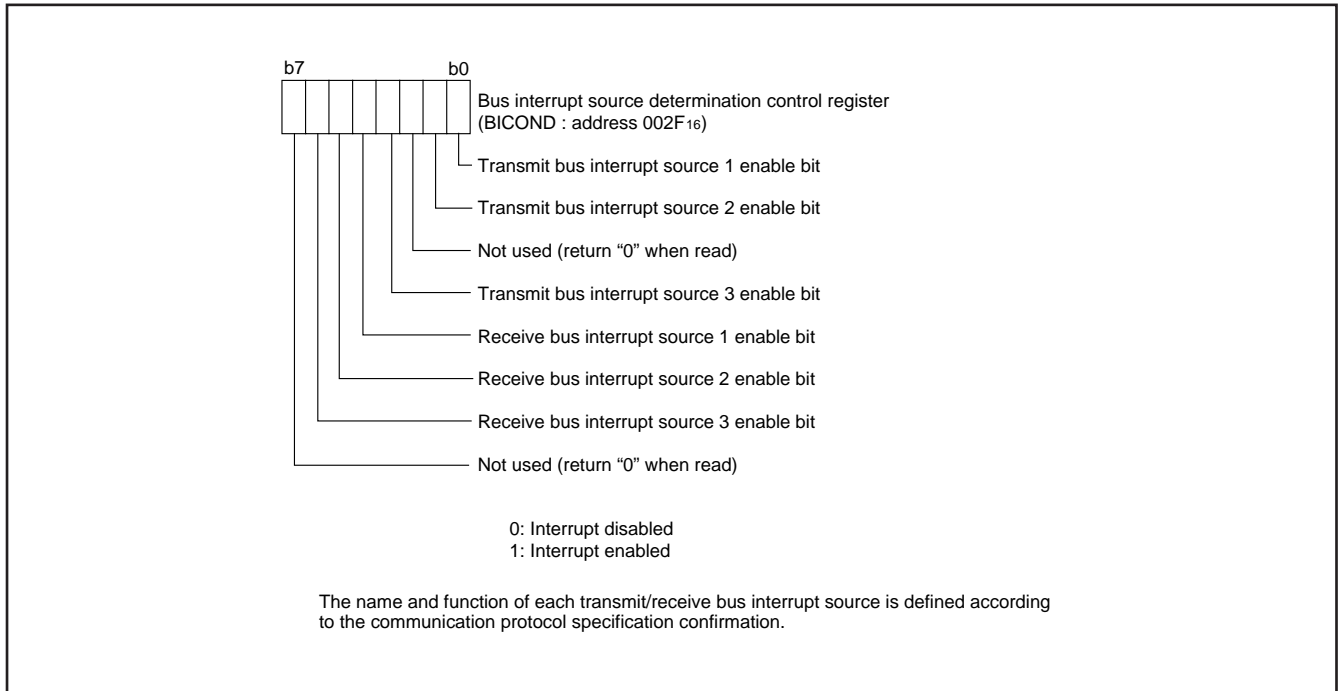 b7 b0
Bus interrupt source determination control register
(BICOND : address 002F16)
Transmit bus interrupt source 1 enable bit
Transmit bus interrupt source 2 enable bit
Not used (return “0” when read)
Transmit bus interrupt source 3 enable bit
Receive bus interrupt source 1 enable bit
Receive bus interrupt source 2 enable bit
Receive bus interrupt source 3 enable bit
Not used (return “0” when read)
0: Interrupt disabled
1: Interrupt enabled
The name and function of each transmit/receive bus interrupt source is defined according
to the communication protocol specification confirmation.